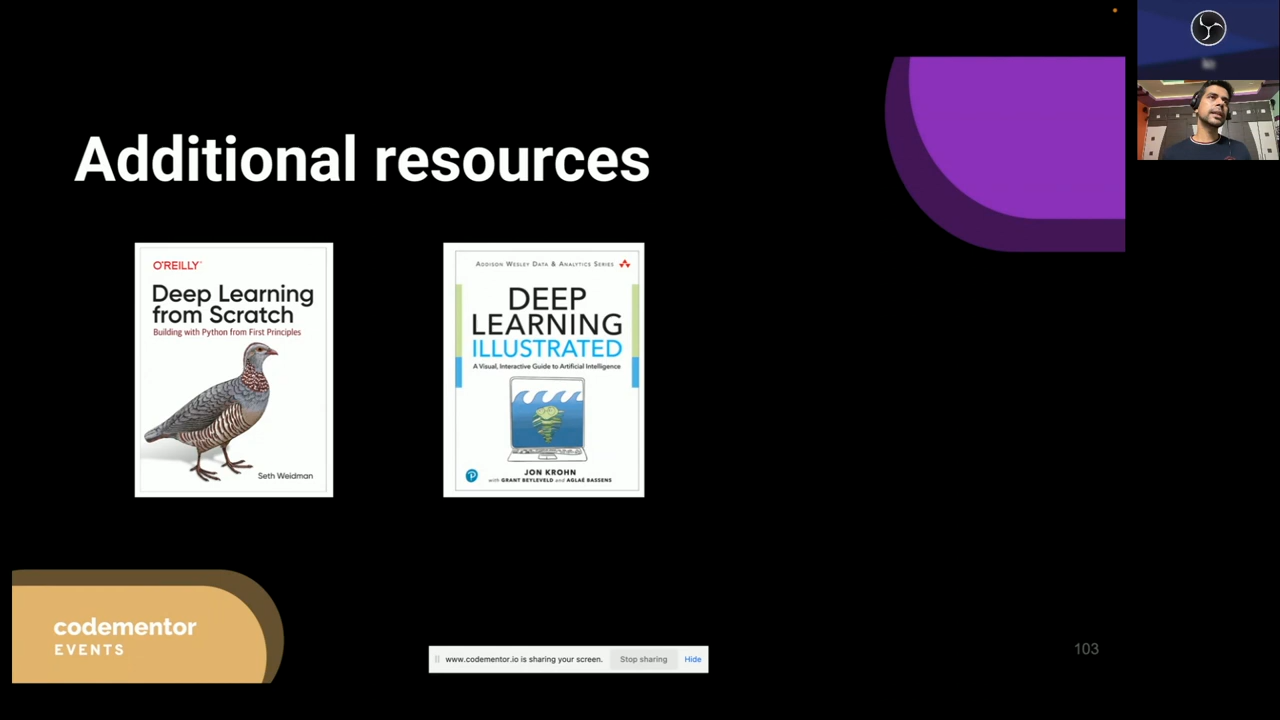 Additional resources
O'REILLY
Deep Learning
from Scratch
Building with Python from First Principles
Seth Weidman
ADDISON WESLEY DATA & ANALYTICS SERIES
DEEP
LEARNING
ILLUSTRATED
A Visual, Interactive Guide to Artificial Intelligence
P
JON KROHN
with GRANT BEYLEVELD and AGLAÉ BASSENS
codementor
EVENTS
www.codementor.io is sharing your screen. Stop sharing Hide
103